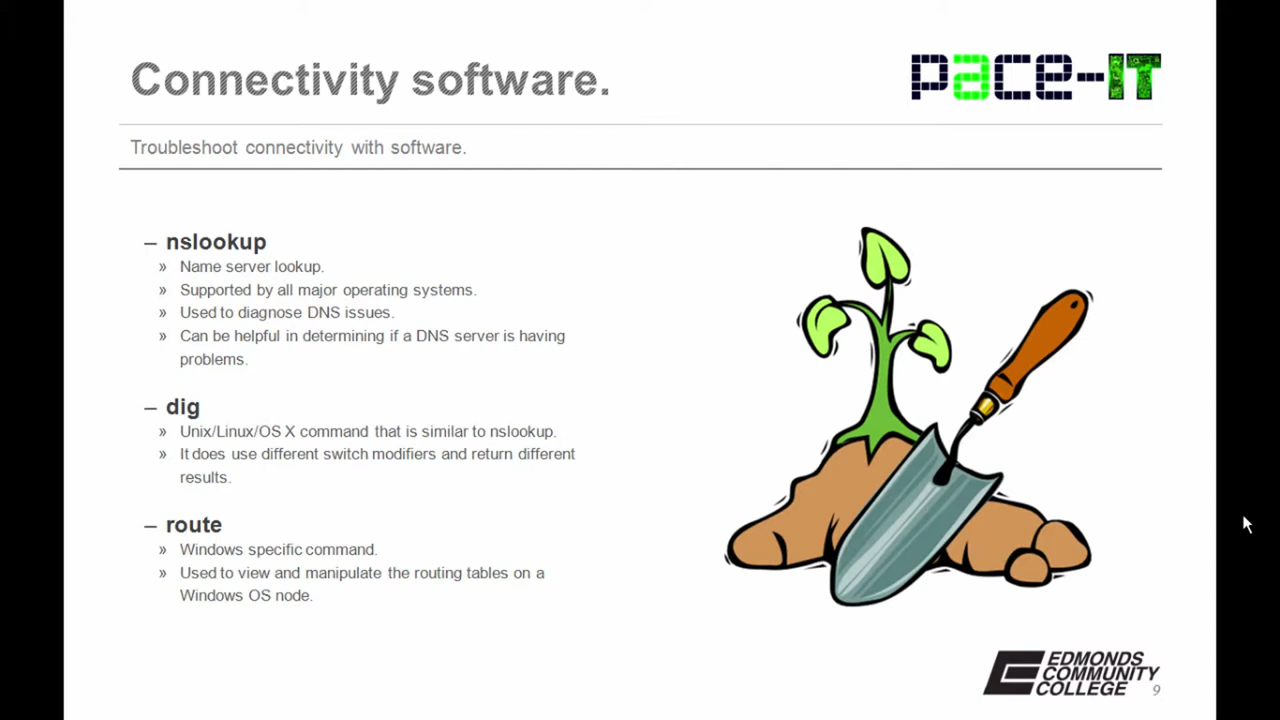 Connectivity software.
pace-IT
Troubleshoot connectivity with software.
– nslookup
» Name server lookup.
» Supported by all major operating systems.
» Used to diagnose DNS issues.
» Can be helpful in determining if a DNS server is having
problems.
– dig
» Unix/Linux/OS X command that is similar to nslookup.
» It does use different switch modifiers and return different
results.
– route
» Windows specific command.
» Used to view and manipulate the routing tables on a
Windows OS node.
EDMONDS
COMMUNITY
COLLEGE
9